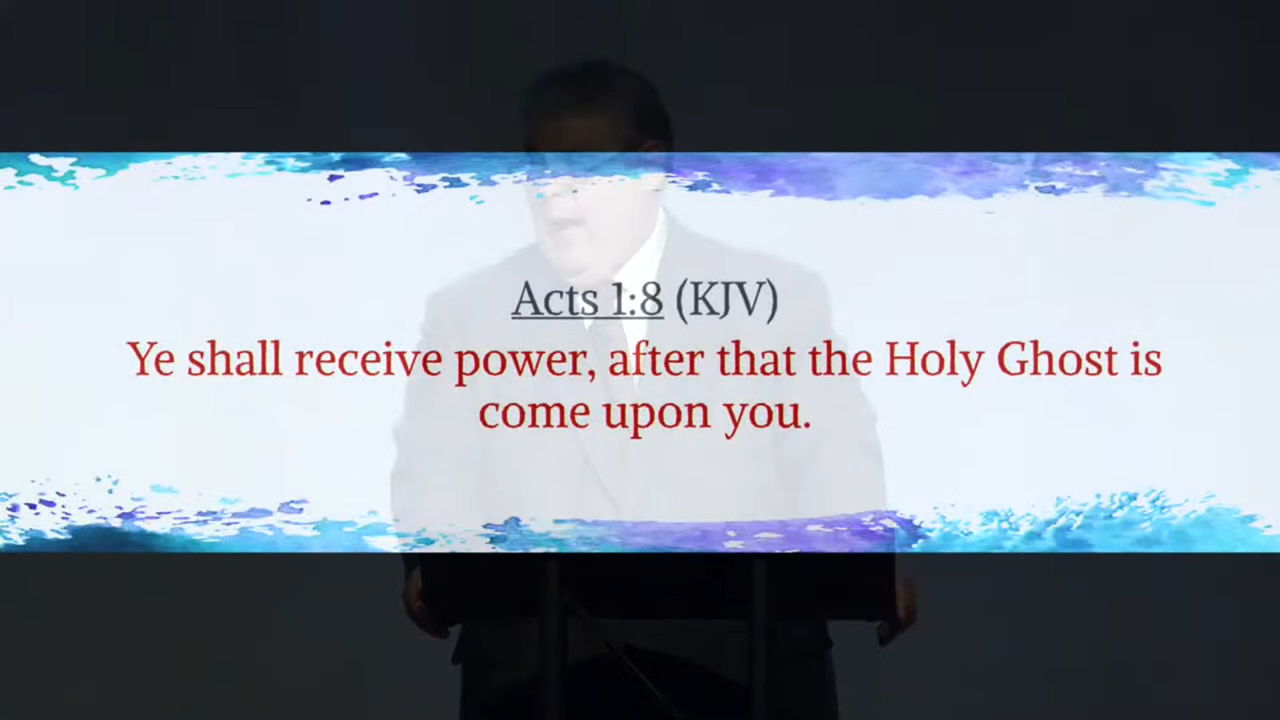 Acts 1:8 (KJV)
Ye shall receive power, after that the Holy Ghost is
come upon you.